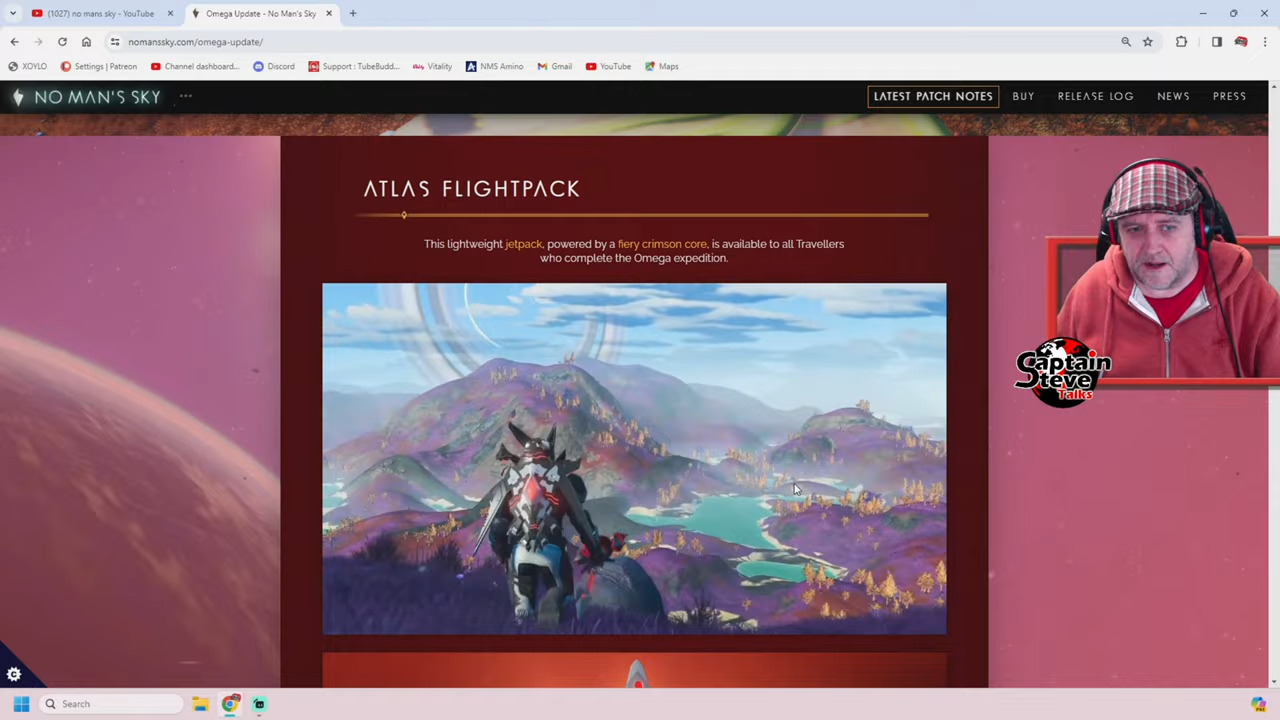 (1027) no mans sky - YouTube
Omega Update - No Man's Sky
nomanssky.com/omega-update/
XOYLO
Settings | Patreon
Channel dashboard...
Discord
Support : TubeBudd...
Vitality
NMS Amino
Gmail
YouTube
Maps
NO MAN'S SKY
LATEST PATCH NOTES
BUY
RELEASE LOG
NEWS
PRESS
ATLAS FLIGHTPACK
This lightweight jetpack, powered by a fiery crimson core, is available to all Travellers
who complete the Omega expedition.
Captain
Steve
Talks
Search